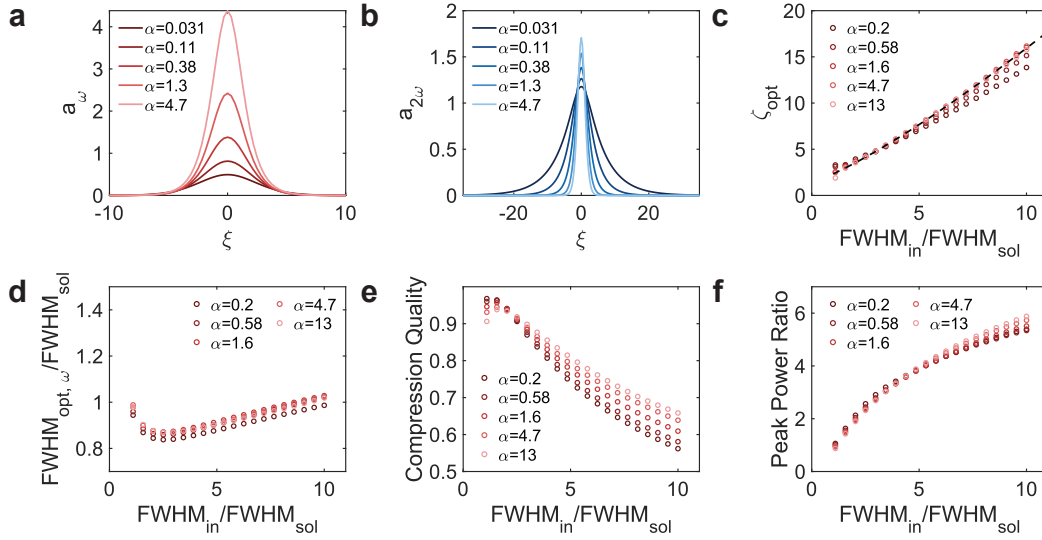 a
α=0.031
α=0.11
α=0.38
α=1.3
α=4.7
4
3
2
1
0
-10
0
10
a_ω
ξ
b
α=0.031
α=0.11
α=0.38
α=1.3
α=4.7
2
1.5
1
0.5
0
-20
0
20
a_2ω
ξ
c
α=0.2
α=0.58
α=1.6
α=4.7
α=13
20
15
10
5
0
0
5
10
ζ_opt
FWHM_in/FWHM_sol
d
α=0.2
α=0.58
α=1.6
α=4.7
α=13
1.4
1.2
1
0.8
0
5
10
FWHM_opt, ω/FWHM_sol
FWHM_in/FWHM_sol
e
α=0.2
α=0.58
α=1.6
α=4.7
α=13
0.9
0.8
0.7
0.6
0.5
0
5
10
Compression Quality
FWHM_in/FWHM_sol
f
α=0.2
α=0.58
α=1.6
α=4.7
α=13
8
6
4
2
0
0
5
10
Peak Power Ratio
FWHM_in/FWHM_sol